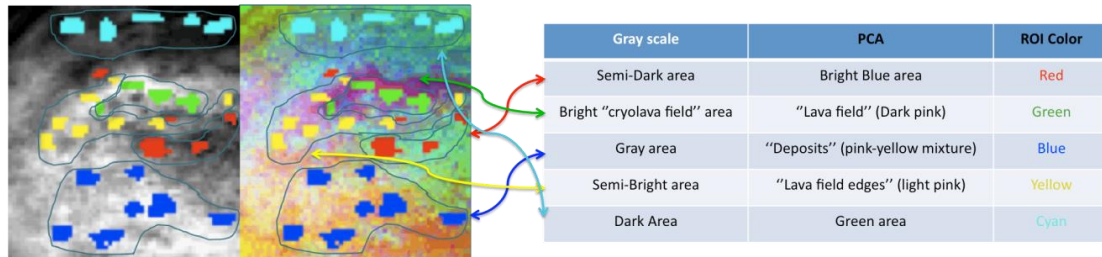 Gray scale PCA ROI Color
Semi-Dark area Bright Blue area Red
Bright ‘‘cryolava field’’ area ‘‘Lava field’’ (Dark pink) Green
Gray area ‘‘Deposits’’ (pink-yellow mixture) Blue
Semi-Bright area ‘‘Lava field edges’’ (light pink) Yellow
Dark Area Green area Cyan